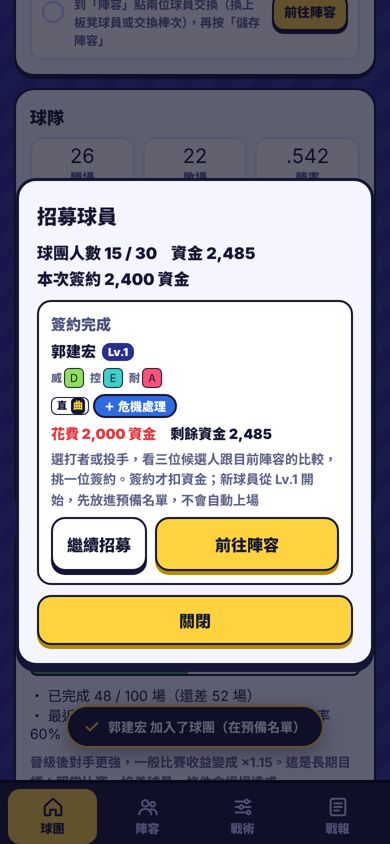 到「陣容」點兩位球員交換（換上
板凳球員或交換棒次），再按「儲存
陣容」
前往陣容
球隊
26
22
.542
勝場
敗場
勝率
招募球員
球團人數 15 / 30 資金 2,485
本次簽約 2,400 資金
簽約完成
郭建宏 Lv.1
威 D 控 E 耐 A
直 曲 + 危機處理
花費 2,000 資金 剩餘資金 2,485
選打者或投手，看三位候選人跟目前陣容的比較，
挑一位簽約。簽約才扣資金；新球員從 Lv.1 開
始，先放進預備名單，不會自動上場
繼續招募
前往陣容
關閉
• 已完成 48 / 100 場（還差 52 場）
• 最近
率
60%
郭建宏 加入了球團（在預備名單）
晉級後對手更強，一般比賽收益變成 ×1.15。這是長期目
球團
陣容
戰術
戰報